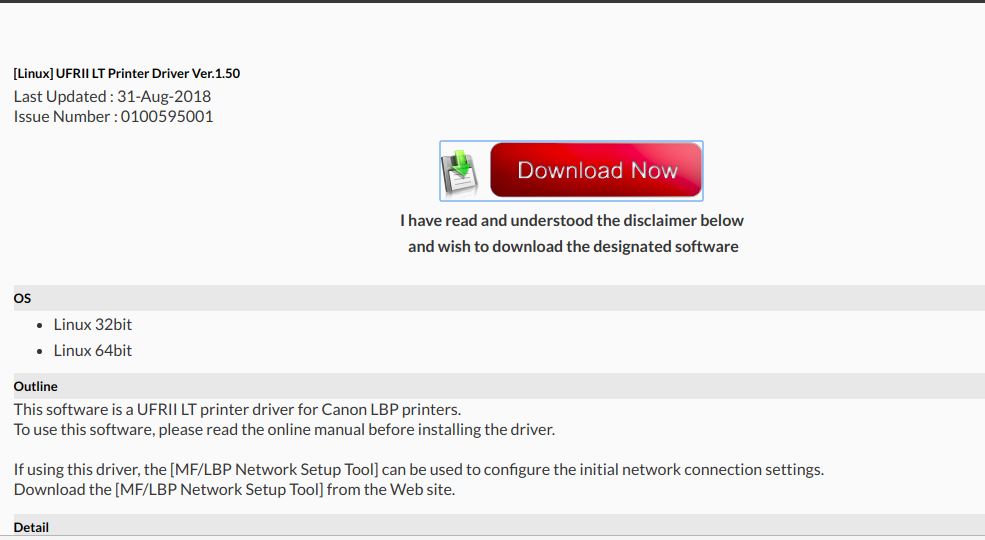 [Linux] UFRII LT Printer Driver Ver.1.50
Last Updated : 31-Aug-2018
Issue Number : 0100595001
Download Now
I have read and understood the disclaimer below
and wish to download the designated software
OS
Linux 32bit
Linux 64bit
Outline
This software is a UFRII LT printer driver for Canon LBP printers.
To use this software, please read the online manual before installing the driver.
If using this driver, the [MF/LBP Network Setup Tool] can be used to configure the initial network connection settings.
Download the [MF/LBP Network Setup Tool] from the Web site.
Detail